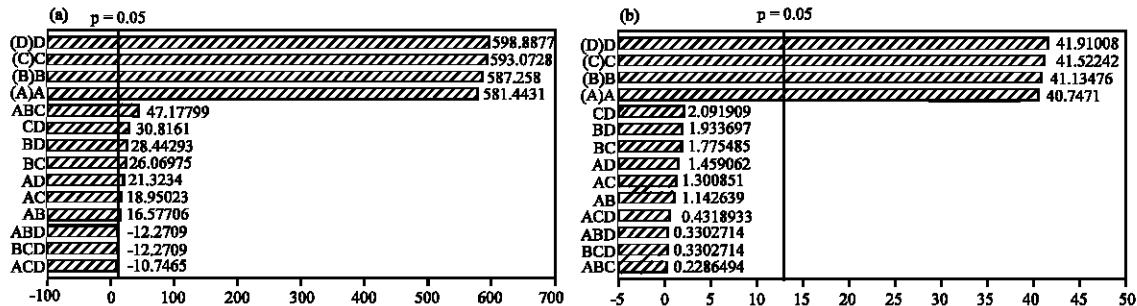 (a) p = 0.05
(D)D 598.8877
(C)C 593.0728
(B)B 587.258
(A)A 581.4431
ABC 47.17799
CD 30.8161
BD 28.44293
BC 26.06975
AD 21.3234
AC 18.95023
AB 16.57706
ABD -12.2709
BCD -12.2709
ACD -10.7465
-100 0 100 200 300 400 500 600 700
(b) p = 0.05
(D)D 41.91008
(C)C 41.52242
(B)B 41.13476
(A)A 40.7471
CD 2.091909
BD 1.933697
BC 1.775485
AD 1.459062
AC 1.300851
AB 1.142639
ACD 0.4318933
ABD 0.3302714
BCD 0.3302714
ABC 0.2286494
-5 0 5 10 15 20 25 30 35 40 45 50